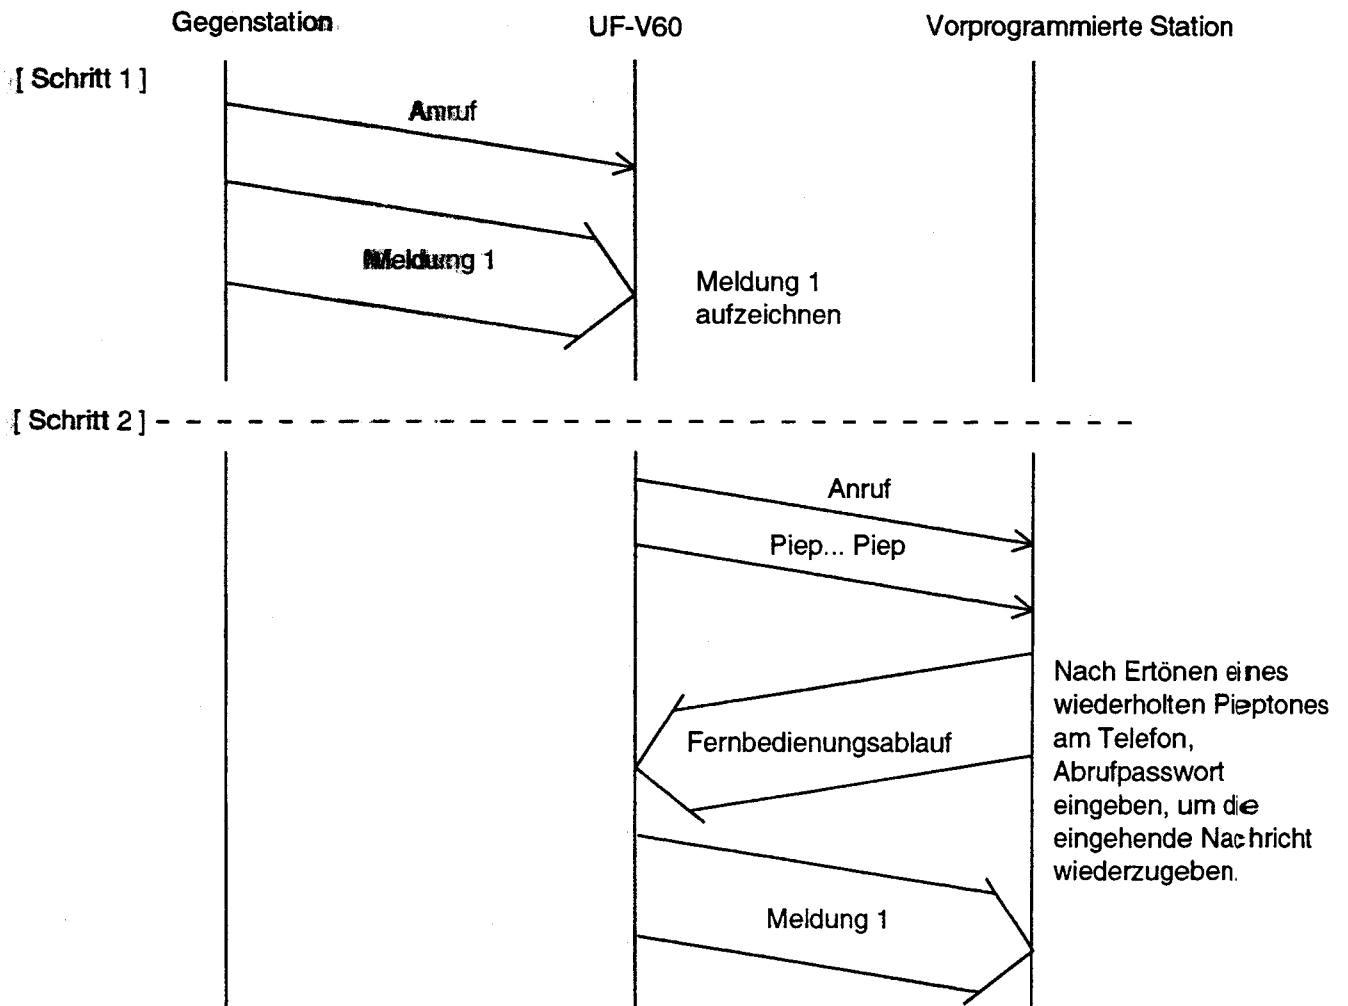 Gegenstation UF-V60 Vorprogrammierte Station
[ Schritt 1 ]
Anruf
Meldung 1
Meldung 1
aufzeichnen
[ Schritt 2 ]
Anruf
Piep... Piep
Fernbedienungsablauf
Nach Ertönen eines
wiederholten Pieptones
am Telefon,
Abrufpasswort
eingeben, um die
eingehende Nachricht
wiederzugeben.
Meldung 1